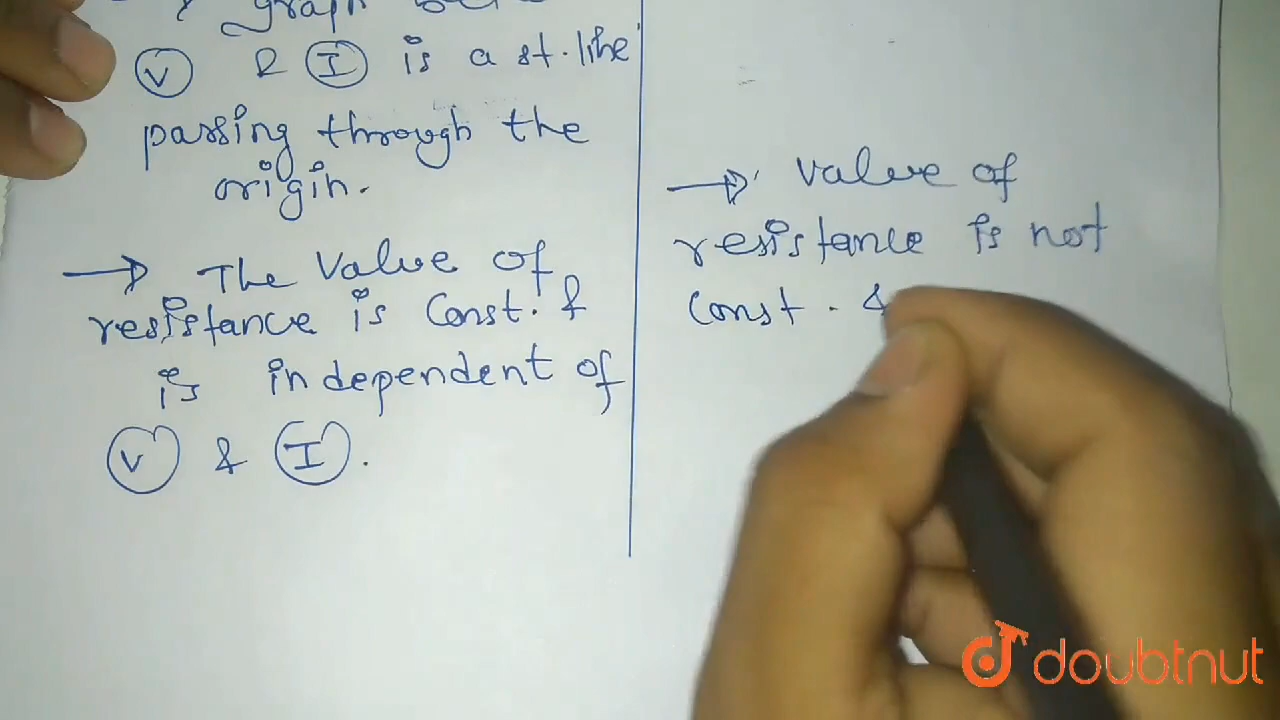 graph
V & I is a st. line
passing through the
origin.
→ The Value of
resistance is Const. &
is independent of
V & I.
→ value of
resistance is not
Const. &
doubtnut